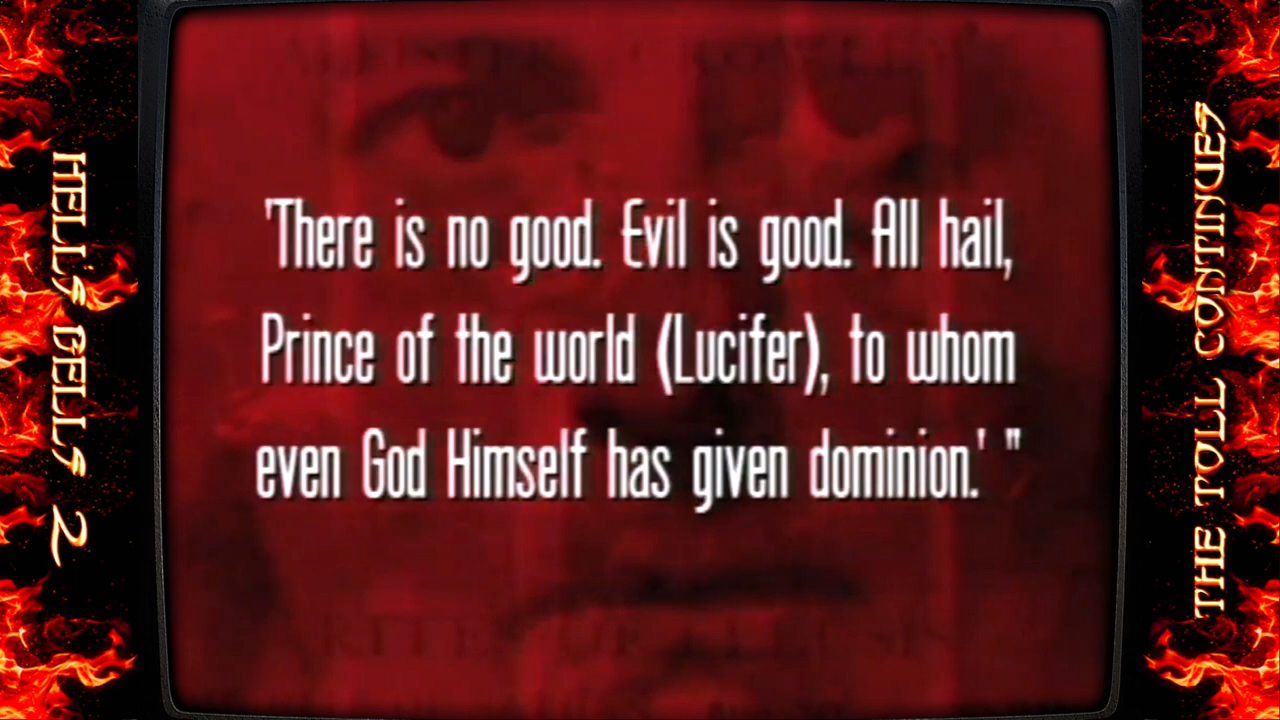 HELL'S BELLS 2
'There is no good. Evil is good. All hail,
Prince of the world (Lucifer), to whom
even God Himself has given dominion.' "
THE TOLL CONTINUES